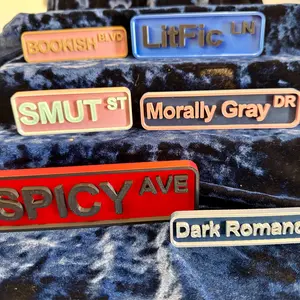 BOOKISH BLVD
LitFic LN
SMUT ST
Morally Gray DR
SPICY AVE
Dark Romanc